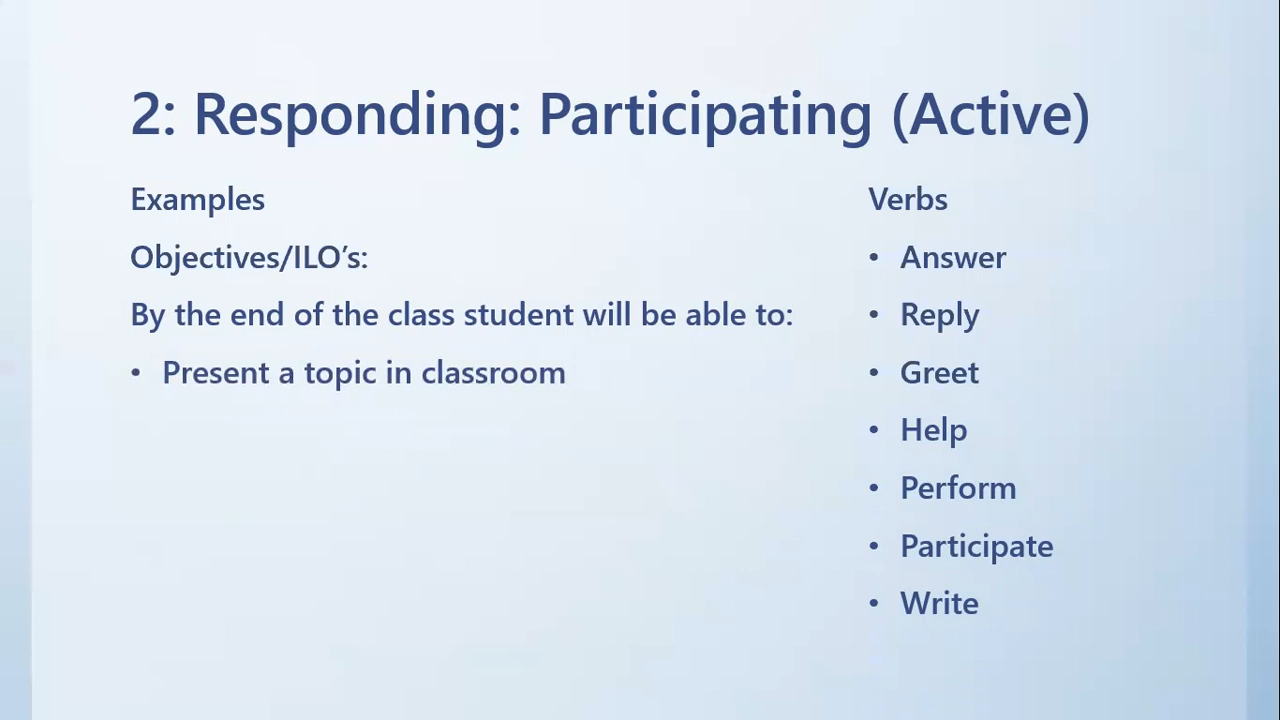 2: Responding: Participating (Active)
Examples
Objectives/ILO’s:
By the end of the class student will be able to:
• Present a topic in classroom
Verbs
• Answer
• Reply
• Greet
• Help
• Perform
• Participate
• Write